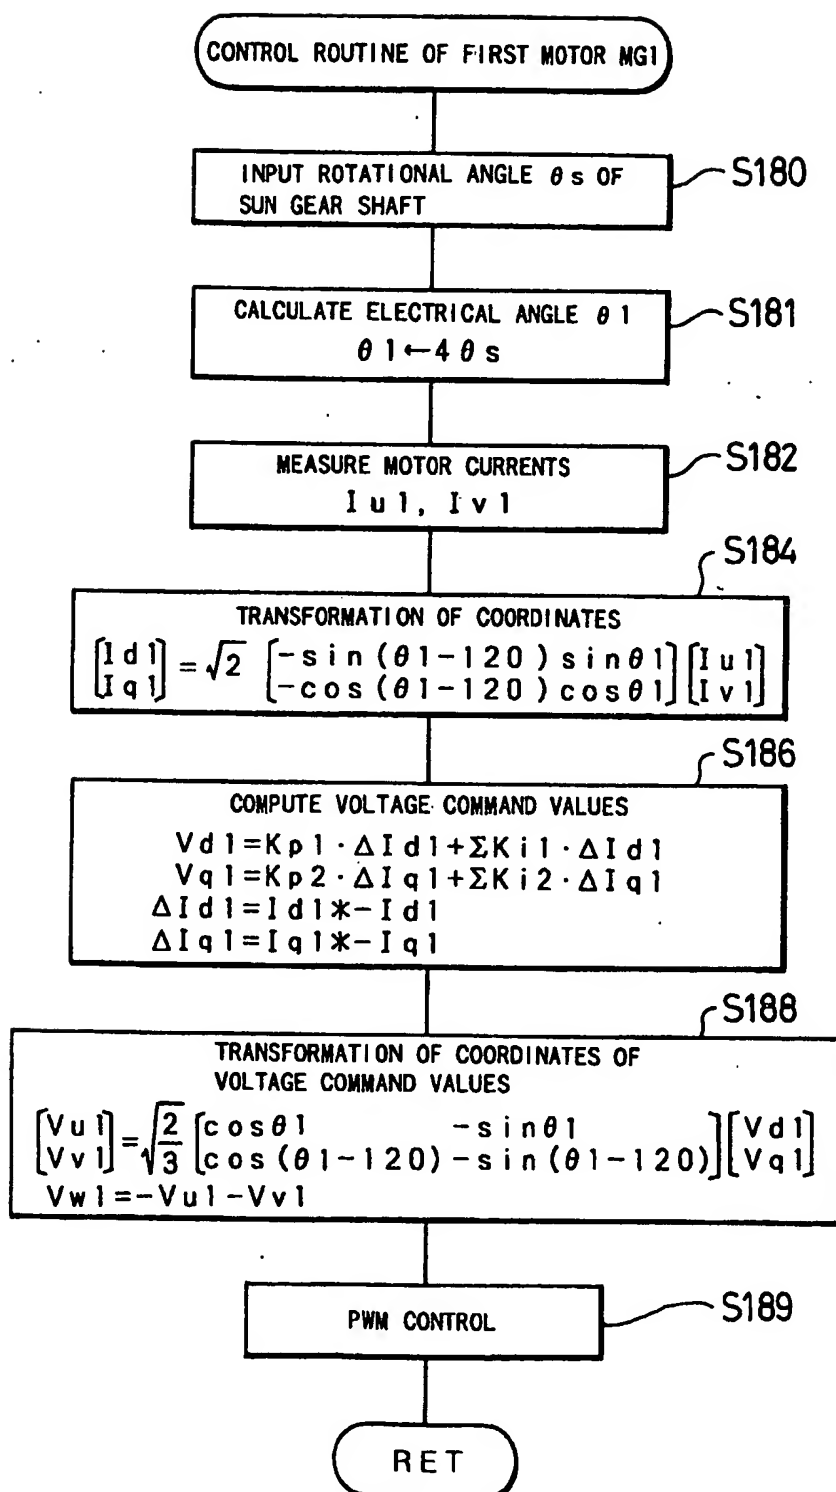 CONTROL ROUTINE OF FIRST MOTOR MG1
INPUT ROTATIONAL ANGLE θs OF
SUN GEAR SHAFT
S180
CALCULATE ELECTRICAL ANGLE θ1
θ1←4θs
S181
MEASURE MOTOR CURRENTS
Iu1, Iv1
S182
S184
TRANSFORMATION OF COORDINATES
[Id1] = √2 [-sin(θ1-120) sinθ1] [Iu1]
[Iq1] [-cos(θ1-120) cosθ1] [Iv1]
S186
COMPUTE VOLTAGE COMMAND VALUES
Vd1=Kp1·ΔId1+ΣKi1·ΔId1
Vq1=Kp2·ΔIq1+ΣKi2·ΔIq1
ΔId1=Id1*-Id1
ΔIq1=Iq1*-Iq1
S188
TRANSFORMATION OF COORDINATES OF
VOLTAGE COMMAND VALUES
[Vu1] = √2/3 [cosθ1 -sinθ1] [Vd1]
[Vv1] [cos(θ1-120) -sin(θ1-120)] [Vq1]
Vw1=-Vu1-Vv1
PWM CONTROL
S189
RET